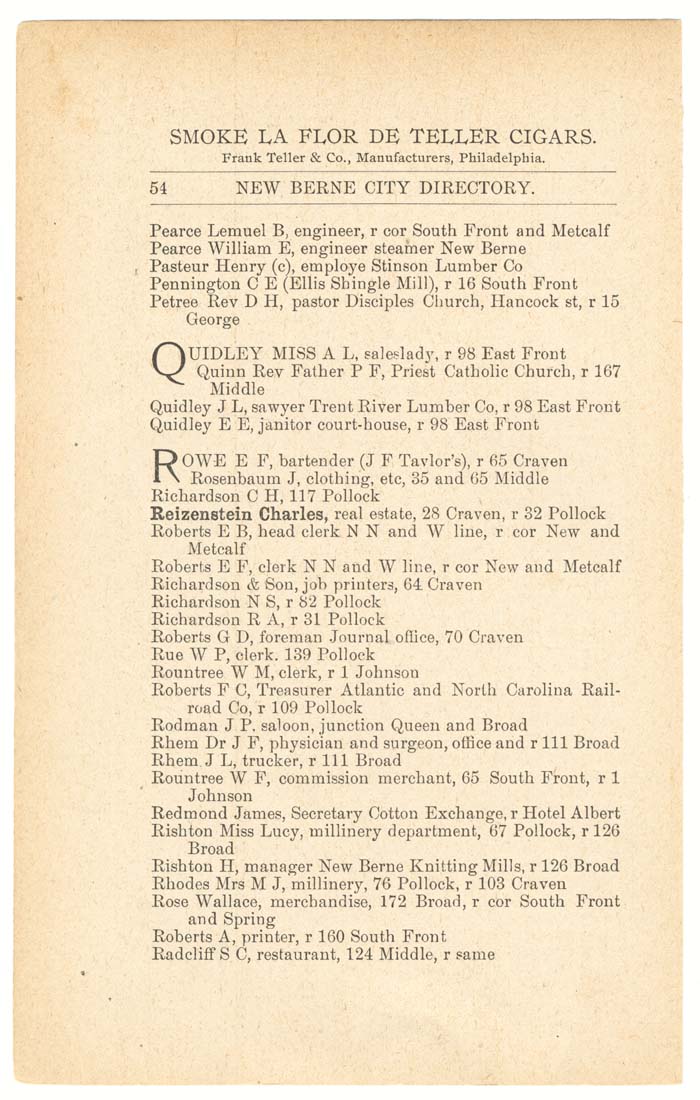 SMOKE LA FLOR DE TELLER CIGARS.
Frank Teller & Co., Manufacturers, Philadelphia.
54 NEW BERNE CITY DIRECTORY.
Pearce Lemuel B, engineer, r cor South Front and Metcalf
Pearce William E, engineer steamer New Berne
Pasteur Henry (c), employe Stinson Lumber Co
Pennington C E (Ellis Shingle Mill), r 16 South Front
Petree Rev D H, pastor Disciples Church, Hancock st, r 15
George
QUIDLEY MISS A L, saleslady, r 98 East Front
Quinn Rev Father P F, Priest Catholic Church, r 167
Middle
Quidley J L, sawyer Trent River Lumber Co, r 98 East Front
Quidley E E, janitor court-house, r 98 East Front
ROWE E F, bartender (J F Taylor's), r 65 Craven
Rosenbaum J, clothing, etc, 35 and 65 Middle
Richardson C H, 117 Pollock
Reizenstein Charles, real estate, 28 Craven, r 32 Pollock
Roberts E B, head clerk N N and W line, r cor New and
Metcalf
Roberts E F, clerk N N and W line, r cor New and Metcalf
Richardson & Son, job printers, 64 Craven
Richardson N S, r 82 Pollock
Richardson R A, r 31 Pollock
Roberts G D, foreman Journal office, 70 Craven
Rue W P, clerk. 139 Pollock
Rountree W M, clerk, r 1 Johnson
Roberts F C, Treasurer Atlantic and North Carolina Rail-
road Co, r 109 Pollock
Rodman J P. saloon, junction Queen and Broad
Rhem Dr J F, physician and surgeon, office and r 111 Broad
Rhem J L, trucker, r 111 Broad
Rountree W F, commission merchant, 65 South Front, r 1
Johnson
Redmond James, Secretary Cotton Exchange, r Hotel Albert
Rishton Miss Lucy, millinery department, 67 Pollock, r 126
Broad
Rishton H, manager New Berne Knitting Mills, r 126 Broad
Rhodes Mrs M J, millinery, 76 Pollock, r 103 Craven
Rose Wallace, merchandise, 172 Broad, r cor South Front
and Spring
Roberts A, printer, r 160 South Front
Radcliff S C, restaurant, 124 Middle, r same